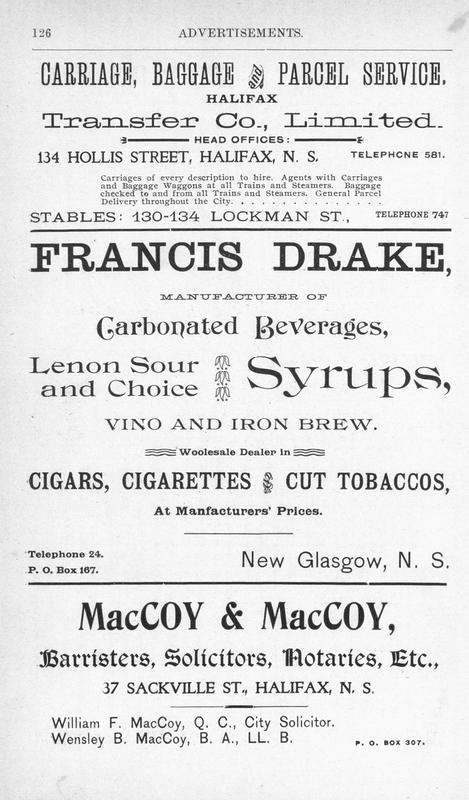 126 ADVERTISEMENTS.
CARRIAGE, BAGGAGE & PARCEL SERVICE.
HALIFAX
Transfer Co., Limited.
HEAD OFFICES:
134 HOLLIS STREET, HALIFAX, N. S. TELEPHCNE 581.
Carriages of every description to hire. Agents with Carriages
and Baggage Waggons at all Trains and Steamers. Baggage
checked to and from all Trains and Steamers. General Parcel
Delivery throughout the City. . . . . . . . . . . . . . .
STABLES: 130-134 LOCKMAN ST., TELEPHONE 747
FRANCIS DRAKE,
MANUFACTURER OF
Carbonated Beverages,
Lenon Sour
and Choice Syrups,
VINO AND IRON BREW.
Woolesale Dealer in
CIGARS, CIGARETTES & CUT TOBACCOS,
At Manfacturers' Prices.
Telephone 24.
P. O. Box 167. New Glasgow, N. S.
MacCOY & MacCOY,
Barristers, Solicitors, Notaries, Etc.,
37 SACKVILLE ST., HALIFAX, N. S.
William F. MacCoy, Q. C., City Solicitor.
Wensley B. MacCoy, B. A., LL. B. P. O. BOX 307.